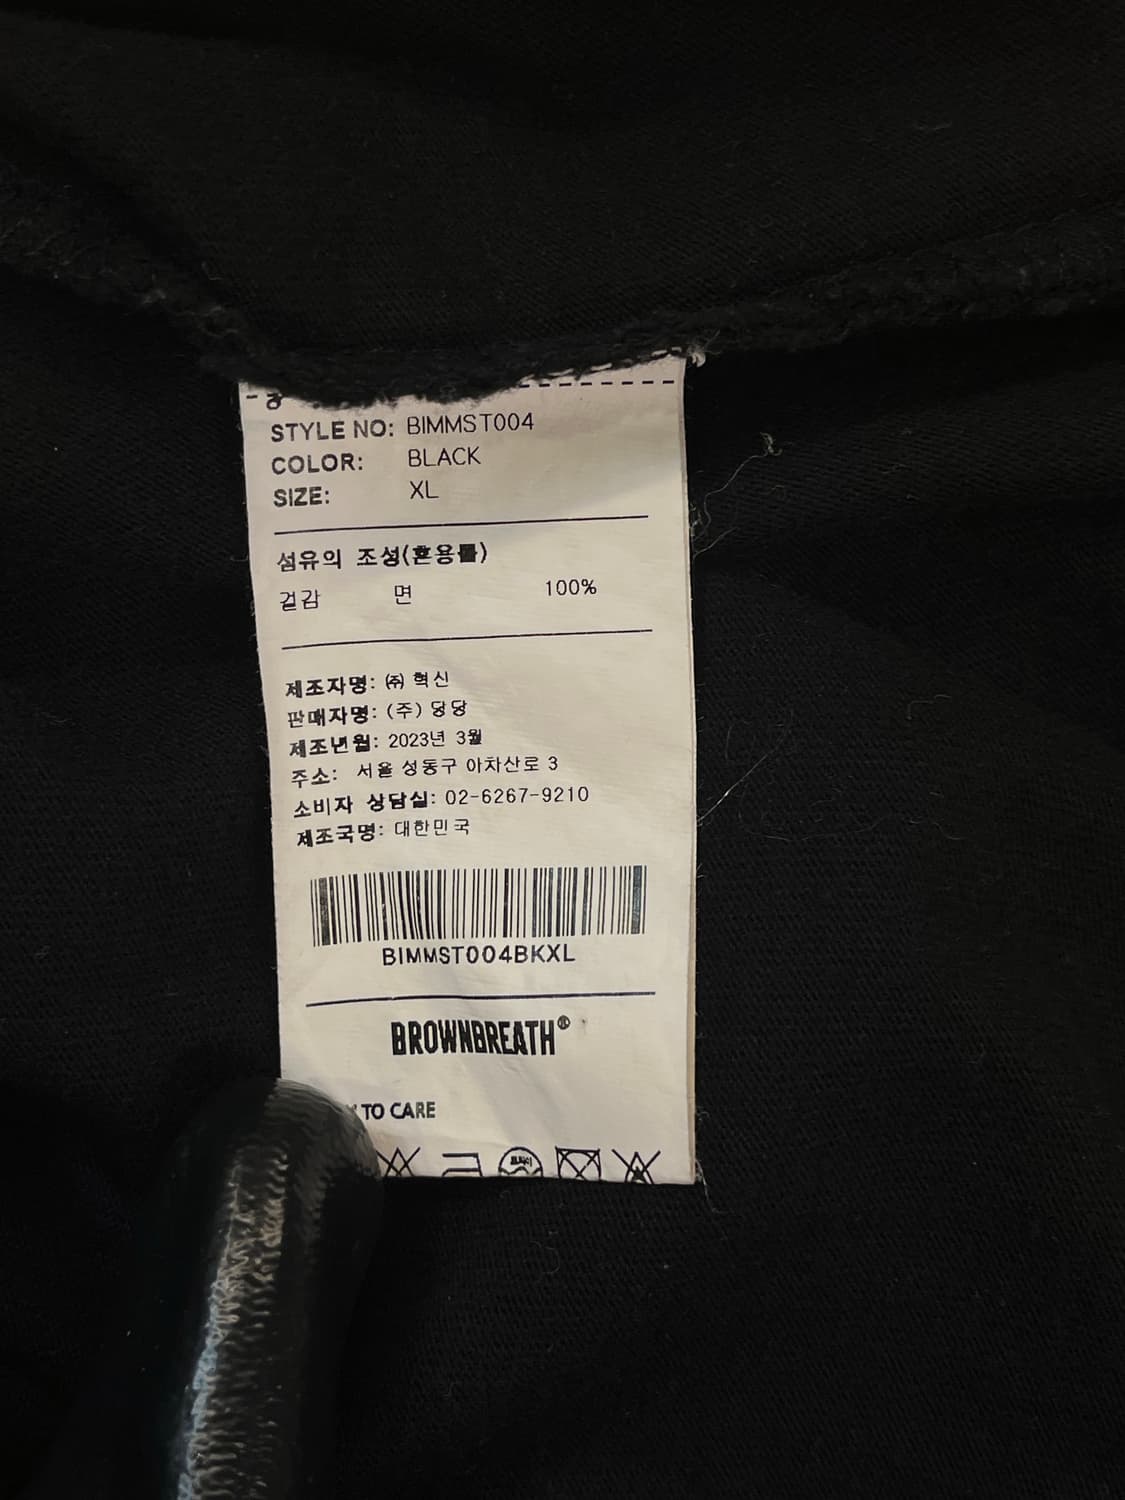 STYLE NO: BIMMST004
COLOR: BLACK
SIZE: XL
섬유의 조성(혼용률)
겉감 면 100%
제조자명: ㈜ 혁신
판매자명: (주) 당당
제조년월: 2023년 3월
주소: 서울 성동구 아차산로 3
소비자 상담실: 02-6267-9210
제조국명: 대한민국
BIMMST004BKXL
BROWNBREATH®
TO CARE